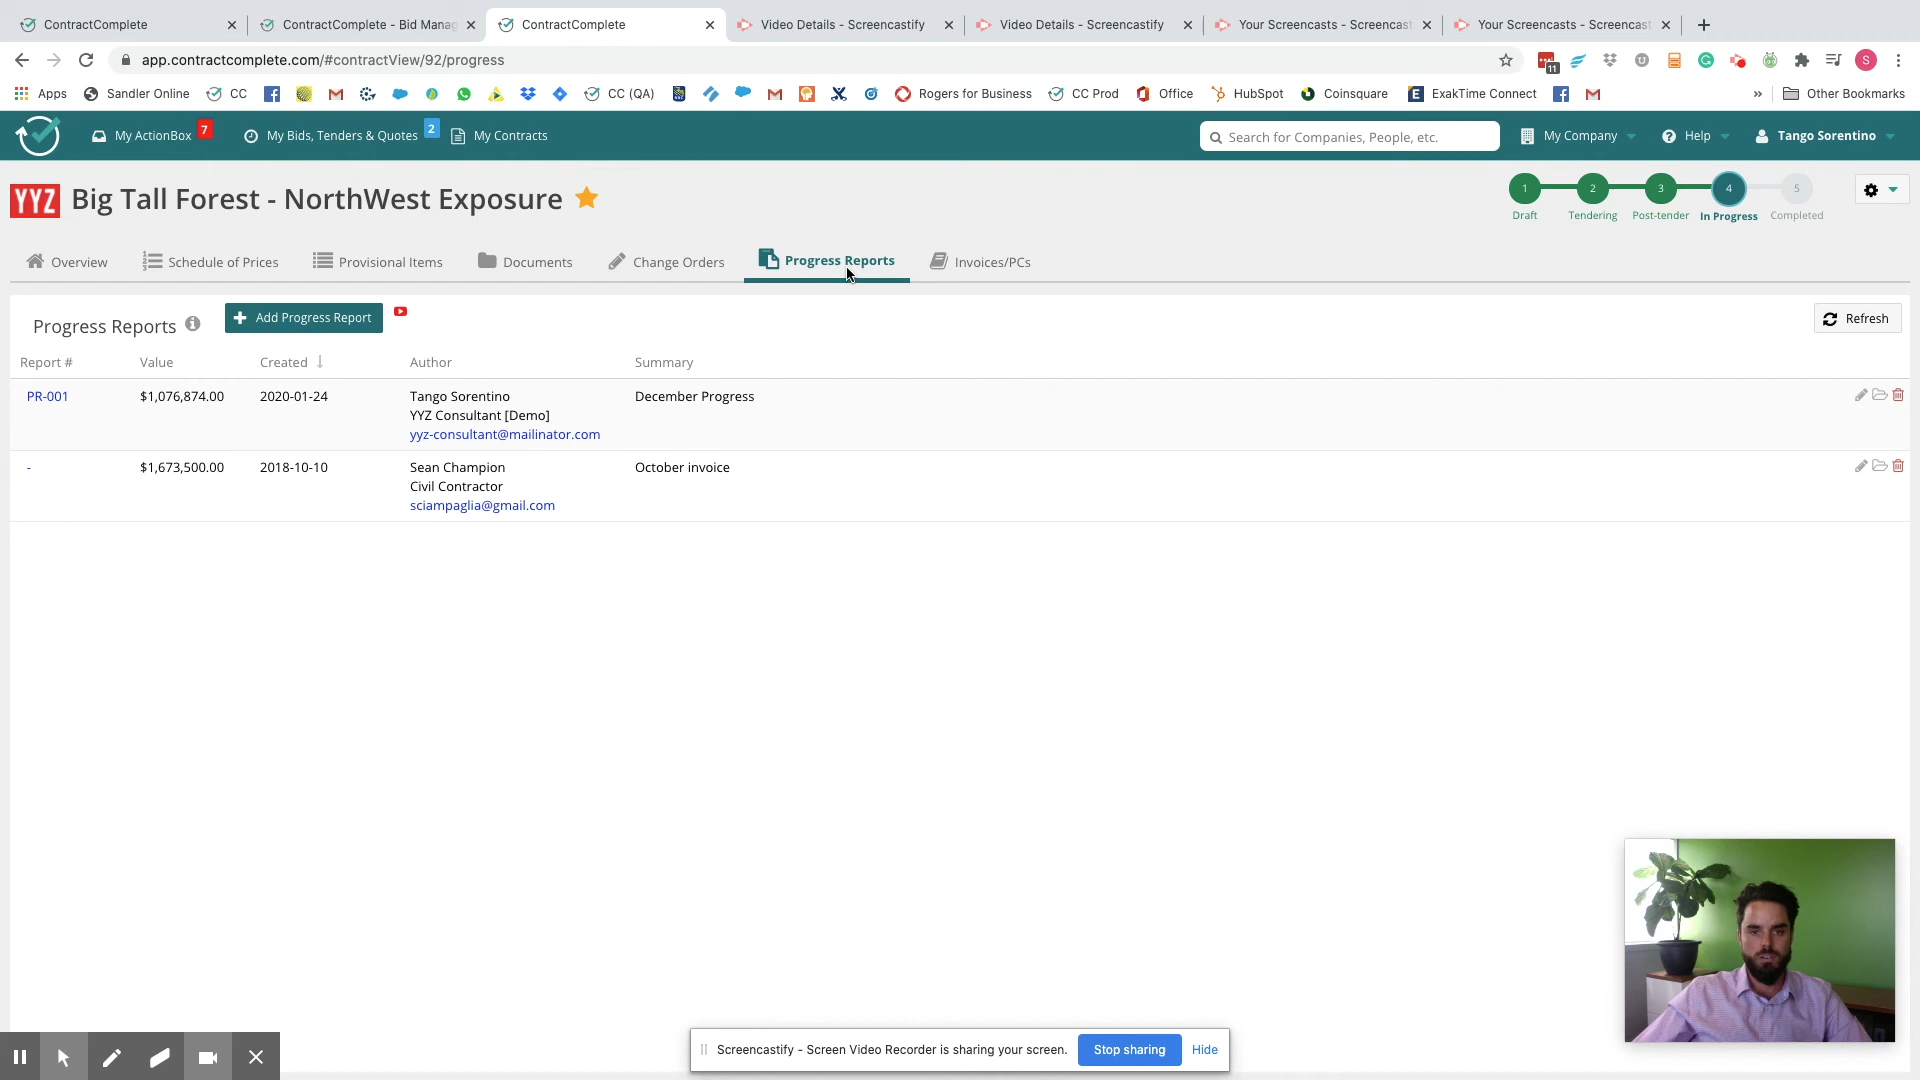 ContractComplete
ContractComplete - Bid Manag
ContractComplete
Video Details - Screencastify
Video Details - Screencastify
Your Screencasts - Screencast
Your Screencasts - Screencast
app.contractcomplete.com/#contractView/92/progress
11
S
Apps
Sandler Online
CC
CC (QA)
Rogers for Business
CC Prod
Office
HubSpot
Coinsquare
ExakTime Connect
Other Bookmarks
My ActionBox 7
My Bids, Tenders & Quotes 2
My Contracts
Search for Companies, People, etc.
My Company
Help
Tango Sorentino
YYZ Big Tall Forest - NorthWest Exposure
1 2 3 4 5
Draft Tendering Post-tender In Progress Completed
Overview
Schedule of Prices
Provisional Items
Documents
Change Orders
Progress Reports
Invoices/PCs
Progress Reports
+ Add Progress Report
Refresh
Report # Value Created ↓ Author Summary
PR-001 $1,076,874.00 2020-01-24 Tango Sorentino December Progress
YYZ Consultant [Demo]
yyz-consultant@mailinator.com
- $1,673,500.00 2018-10-10 Sean Champion October invoice
Civil Contractor
sciampaglia@gmail.com
Screencastify - Screen Video Recorder is sharing your screen.
Stop sharing
Hide